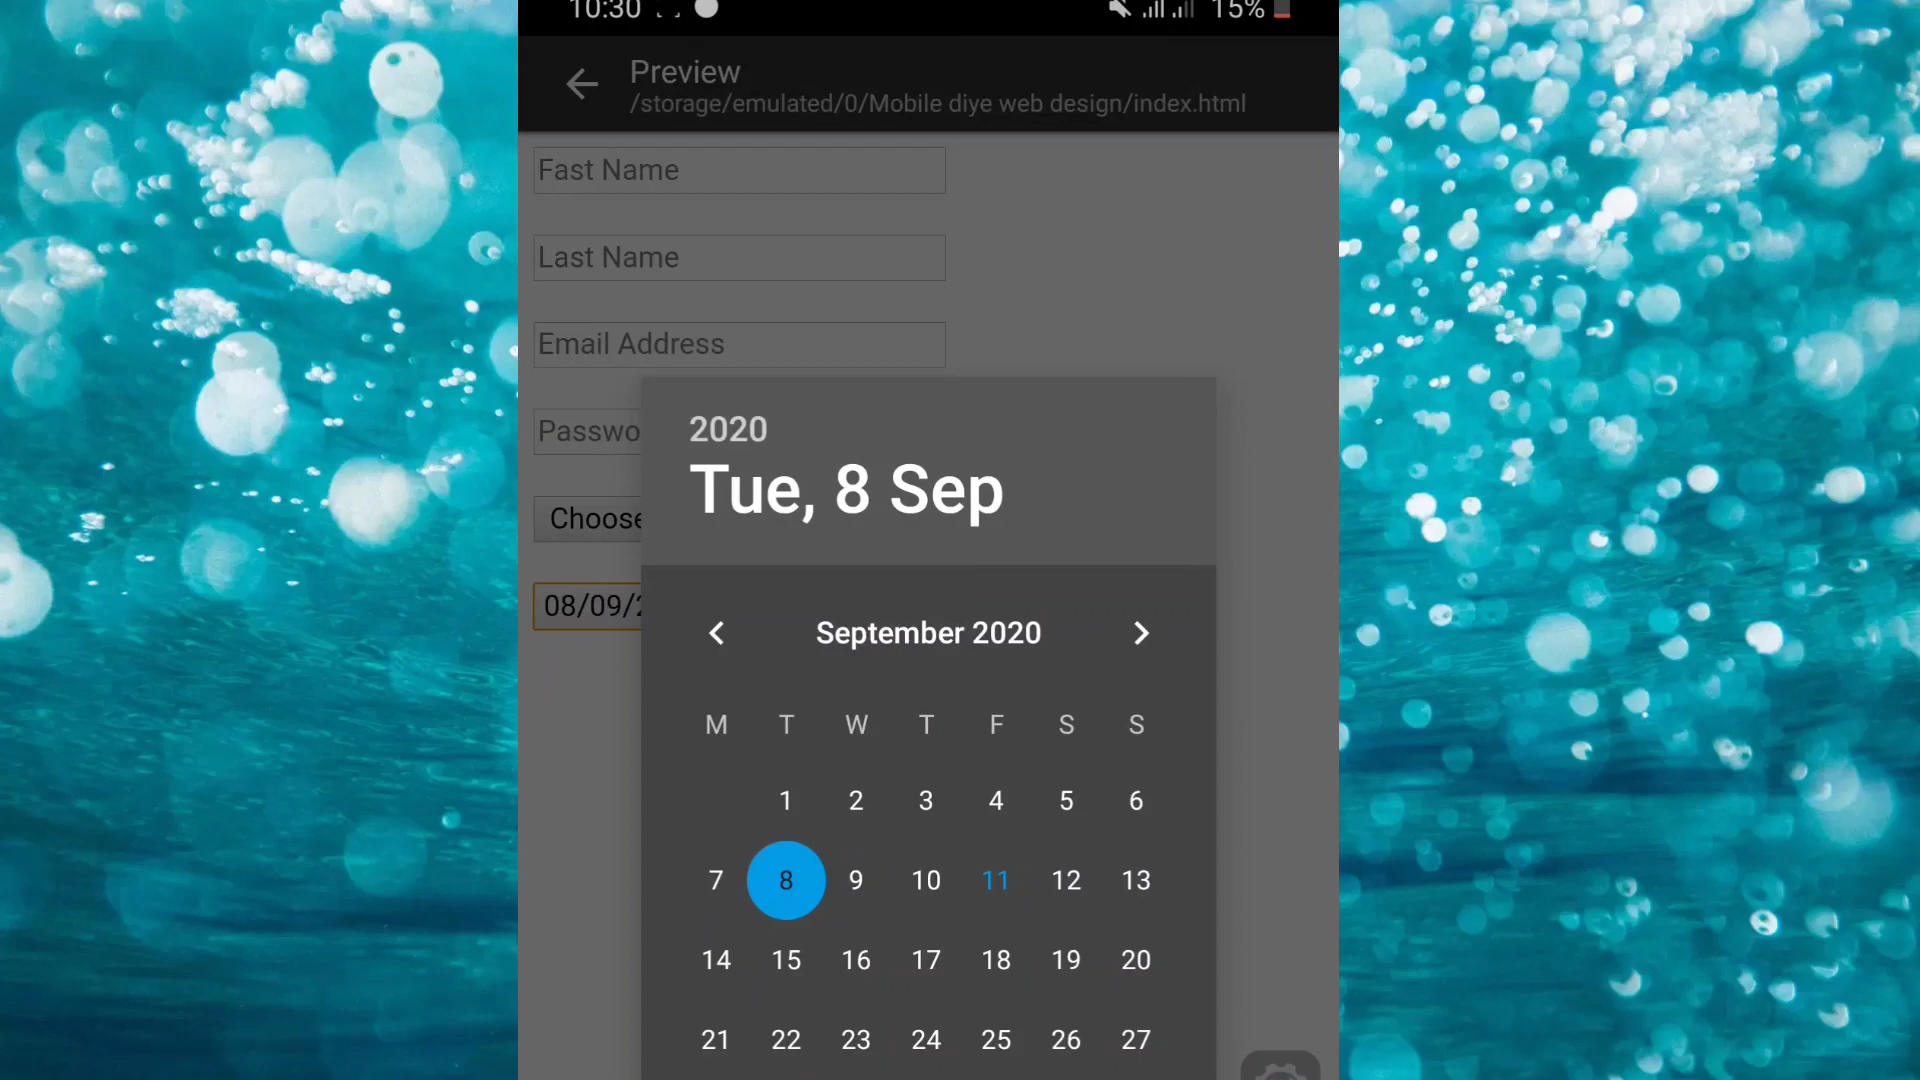 10:30 15%
Preview
/storage/emulated/0/Mobile diye web design/index.html
Fast Name
Last Name
Email Address
Passwo
Choose
08/09/2
2020
Tue, 8 Sep
September 2020
M T W T F S S
1 2 3 4 5 6
7 8 9 10 11 12 13
14 15 16 17 18 19 20
21 22 23 24 25 26 27